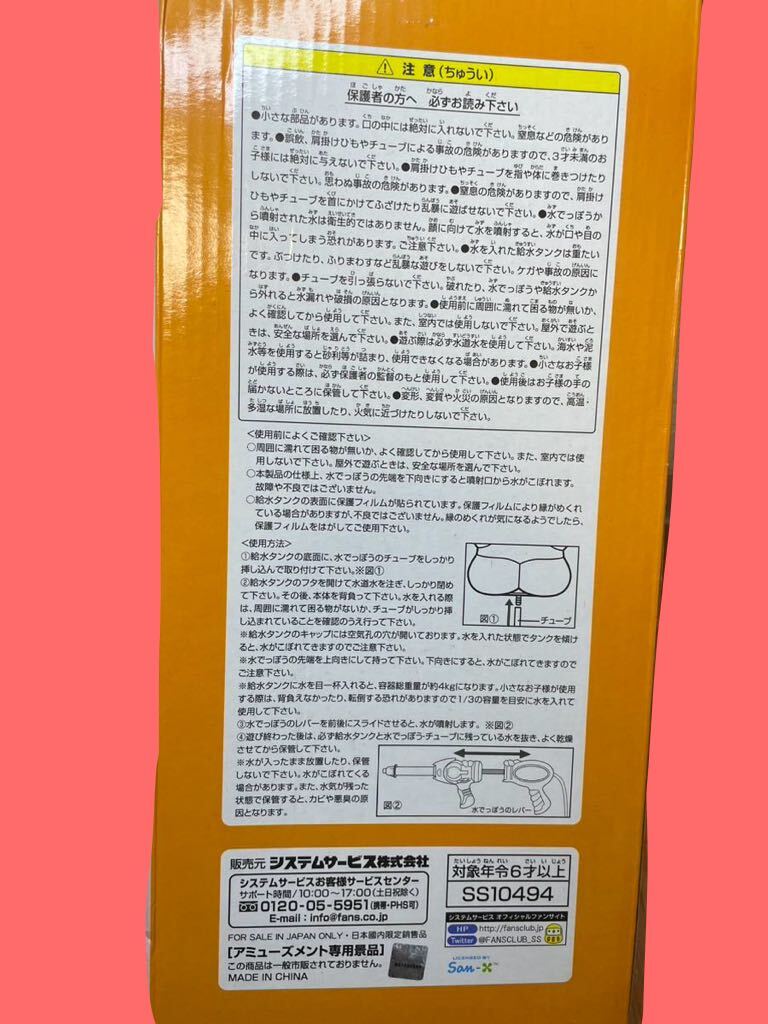 注意(ちゅうい)
保護者の方へ 必ずお読み下さい
●小さな部品があります。口の中には絶対に入れないで下さい。窒息などの危険があり
ます。●誤飲、肩掛けひもやチューブによる事故の危険がありますので、3才未満のお
子様には絶対に与えないで下さい。●肩掛けひもやチューブを指や体に巻きつけたり
しないで下さい。思わぬ事故の危険があります。●窒息の危険がありますので、肩掛け
ひもやチューブを首にかけてふざけたり乱暴に遊ばせないで下さい。●水でっぽうか
ら噴射された水は衛生的ではありません。顔に向けて水を噴射すると、水が口や目の
中に入ってしまう恐れがあります。ご注意下さい。●水を入れた給水タンクは重たい
です。ぶつけたり、ふりまわすなど乱暴な遊びをしないで下さい。ケガや事故の原因に
なります。●チューブを引っ張らないで下さい。破れたり、水でっぽうや給水タンクか
ら外れると水漏れや破損の原因となります。●使用前に周囲に濡れて困る物が無いか、
よく確認してから使用して下さい。また、室内では使用しないで下さい。屋外で遊ぶと
きは、安全な場所を選んで下さい。●遊ぶ際は必ず水道水を使用して下さい。海水や泥
水等を使用すると砂利等が詰まり、使用できなくなる場合があります。●小さなお子様
が使用する際は、必ず保護者の監督のもと使用して下さい。●使用後はお子様の手の
届かないところに保管して下さい。●変形、変質や火災の原因となりますので、高温・
多湿な場所に放置したり、火気に近づけたりしないで下さい。
<使用前によくご確認下さい>
○周囲に濡れて困る物が無いか、よく確認してから使用して下さい。また、室内では使
用しないで下さい。屋外で遊ぶときは、安全な場所を選んで下さい。
○本製品の仕様上、水でっぽうの先端を下向きにすると噴射口から水がこぼれます。
故障や不良ではございません。
○給水タンクの表面に保護フィルムが貼られています。保護フィルムにより縁がめくれ
ている場合がありますが、不良ではございません。縁のめくれが気になるようでしたら、
保護フィルムをはがしてご使用下さい。
<使用方法>
①給水タンクの底面に、水でっぽうのチューブをしっかり
挿し込んで取り付けて下さい。※図①
②給水タンクのフタを開けて水道水を注ぎ、しっかり閉め
て下さい。その後、本体を背負って下さい。水を入れる際
は、周囲に濡れて困る物がないか、チューブがしっかり挿
し込まれていることを確認のうえ行って下さい。
図① チューブ
※給水タンクのキャップには空気孔の穴が開いております。水を入れた状態でタンクを傾け
ると、水がこぼれてきますのでご注意下さい。
※水でっぽうの先端を上向きにして持って下さい。下向きにすると、水がこぼれてきますので
ご注意下さい。
※給水タンクに水を目一杯入れると、容器総重量が約4kgになります。小さなお子様が使用
する際は、背負えなかったり、転倒する恐れがありますので1/3の容量を目安に水を入れて
使用して下さい。
③水でっぽうのレバーを前後にスライドさせると、水が噴射します。 ※図②
④遊び終わった後は、必ず給水タンクと水でっぽう・チューブに残っている水を抜き、よく乾燥
させてから保管して下さい。
※水が入ったまま放置したり、保管
しないで下さい。水がこぼれてくる
場合があります。また、水気が残った
状態で保管すると、カビや悪臭の原
因となります。
図② 水でっぽうのレバー
販売元 システムサービス株式会社
システムサービスお客様サービスセンター
サポート時間/10:00~17:00(土日祝除く)
0120-05-5951(携帯・PHS可)
E-mail : info@fans.co.jp
FOR SALE IN JAPAN ONLY・日本國内限定銷售品
[アミューズメント専用景品]
この商品は一般市販されておりません。
MADE IN CHINA
たいしょうねんれい さいいじょう
対象年令6才以上
SS10494
システムサービス オフィシャルファンサイト
HP http://fansclub.jp
Twitter @FANSCLUB_SS
LICENSED BY
San-X™